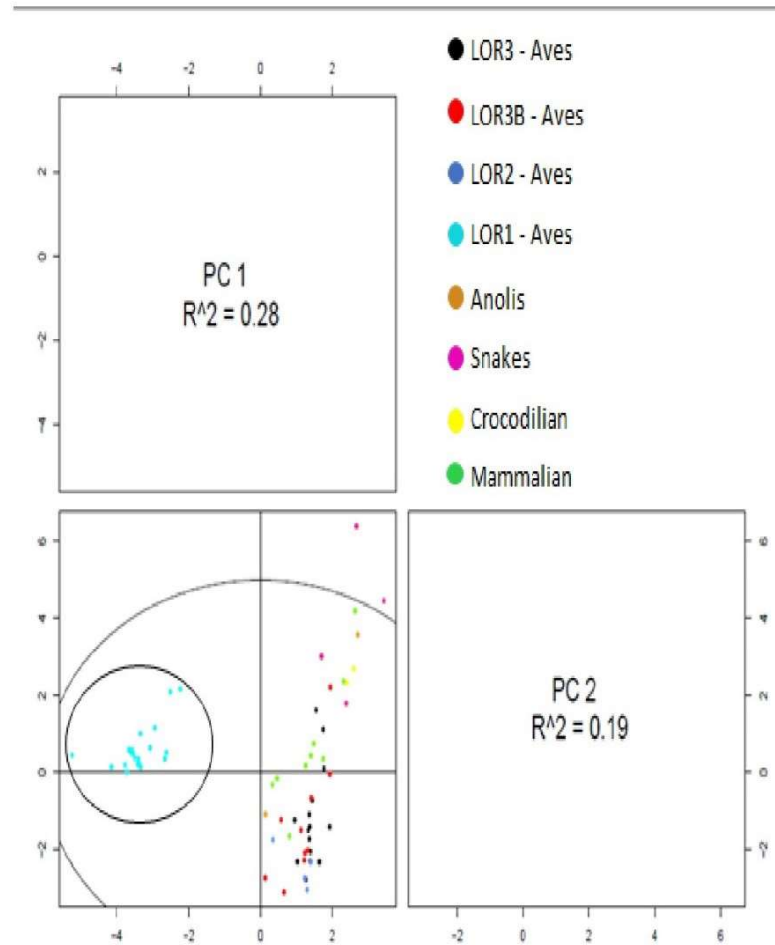 -4 -2 0 2
2
0
-2
-4
PC 1
R^2 = 0.28
LOR3 - Aves
LOR3B - Aves
LOR2 - Aves
LOR1 - Aves
Anolis
Snakes
Crocodilian
Mammalian
6
4
2
0
-2
PC 2
R^2 = 0.19
6
4
2
0
-2
-4 -2 0 2
-2 0 2 4 6